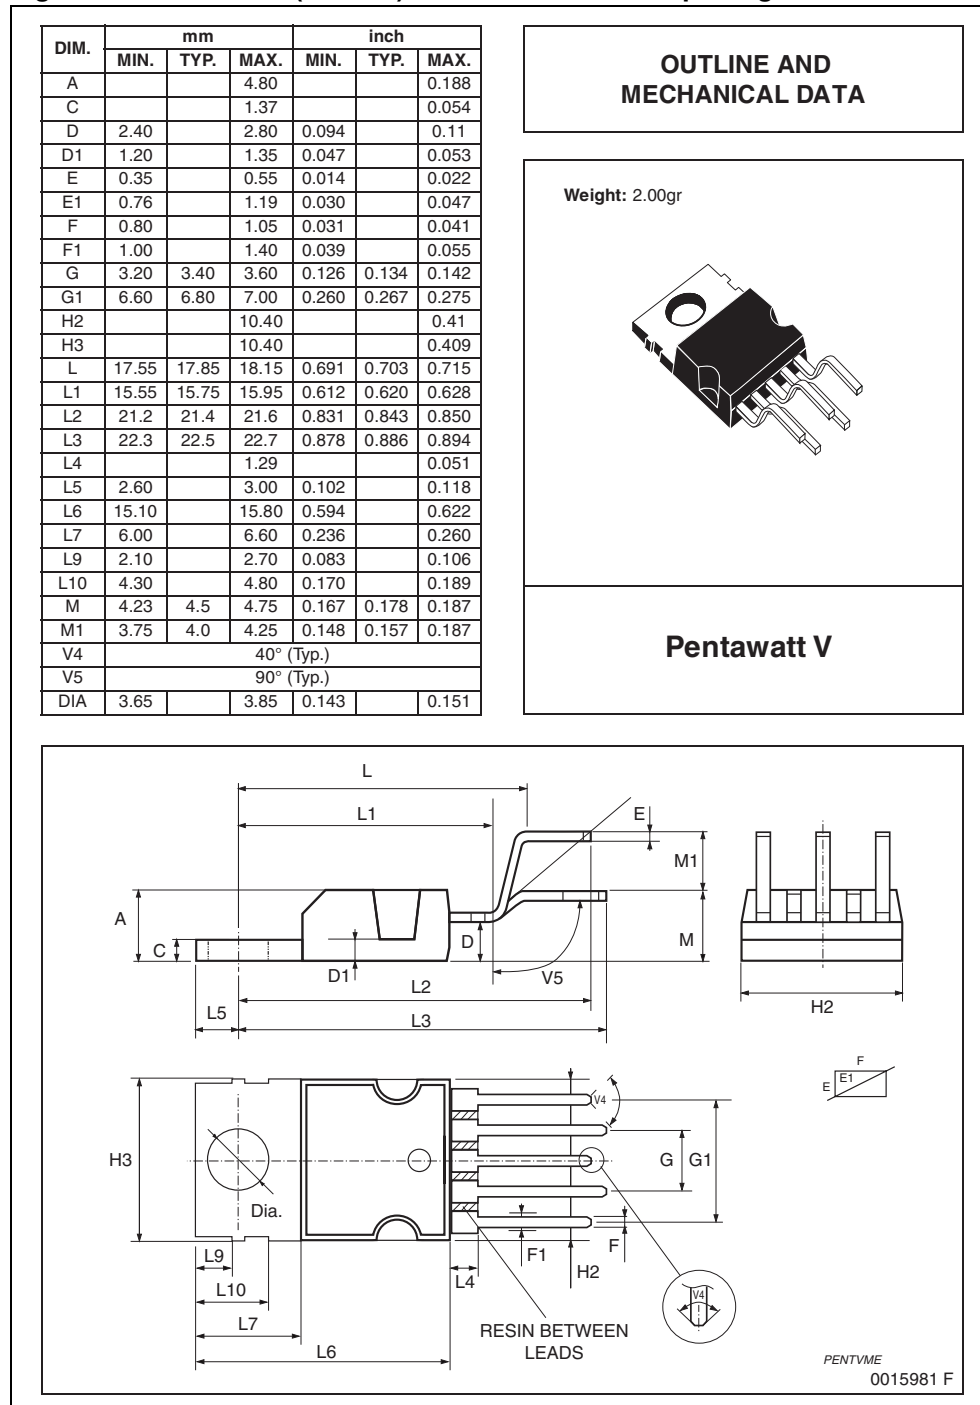 DIM. mm inch
MIN. TYP. MAX. MIN. TYP. MAX.
A 4.80 0.188
C 1.37 0.054
D 2.40 2.80 0.094 0.11
D1 1.20 1.35 0.047 0.053
E 0.35 0.55 0.014 0.022
E1 0.76 1.19 0.030 0.047
F 0.80 1.05 0.031 0.041
F1 1.00 1.40 0.039 0.055
G 3.20 3.40 3.60 0.126 0.134 0.142
G1 6.60 6.80 7.00 0.260 0.267 0.275
H2 10.40 0.41
H3 10.40 0.409
L 17.55 17.85 18.15 0.691 0.703 0.715
L1 15.55 15.75 15.95 0.612 0.620 0.628
L2 21.2 21.4 21.6 0.831 0.843 0.850
L3 22.3 22.5 22.7 0.878 0.886 0.894
L4 1.29 0.051
L5 2.60 3.00 0.102 0.118
L6 15.10 15.80 0.594 0.622
L7 6.00 6.60 0.236 0.260
L9 2.10 2.70 0.083 0.106
L10 4.30 4.80 0.170 0.189
M 4.23 4.5 4.75 0.167 0.178 0.187
M1 3.75 4.0 4.25 0.148 0.157 0.187
V4 40° (Typ.)
V5 90° (Typ.)
DIA 3.65 3.85 0.143 0.151
OUTLINE AND
MECHANICAL DATA
Weight: 2.00gr
Pentawatt V
L
L1
E
M1
A
C
D
M
D1
V5
L2
H2
L5
L3
F
E E1
V4
H3
G G1
Dia.
L9
F1
F
L4
H2
L10
V4
L7
RESIN BETWEEN
LEADS
L6
PENTVME
0015981 F